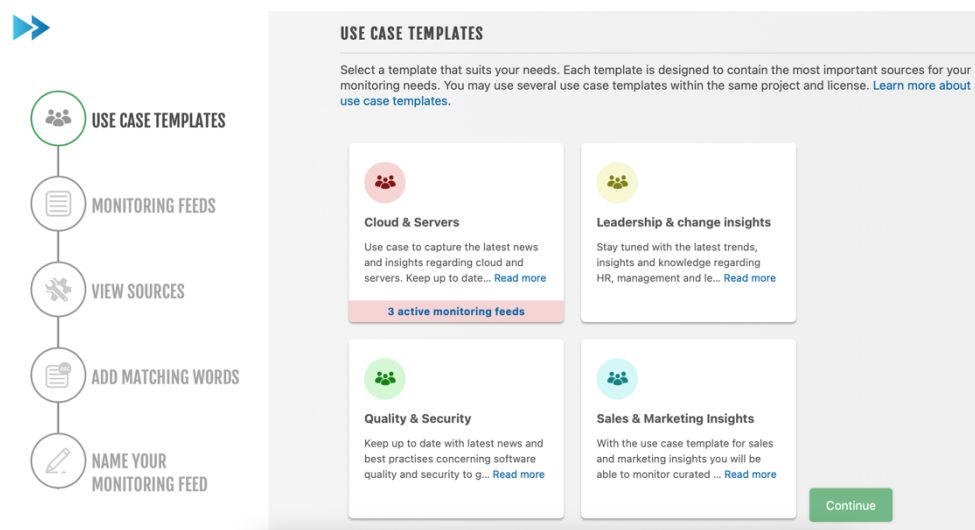 USE CASE TEMPLATES
MONITORING FEEDS
VIEW SOURCES
ADD MATCHING WORDS
NAME YOUR
MONITORING FEED
USE CASE TEMPLATES
Select a template that suits your needs. Each template is designed to contain the most important sources for your
monitoring needs. You may use several use case templates within the same project and license. Learn more about
use case templates.
Cloud & Servers
Use case to capture the latest news
and insights regarding cloud and
servers. Keep up to date... Read more
3 active monitoring feeds
Leadership & change insights
Stay tuned with the latest trends,
insights and knowledge regarding
HR, management and le... Read more
Quality & Security
Keep up to date with latest news and
best practises concerning software
quality and security to g... Read more
Sales & Marketing Insights
With the use case template for sales
and marketing insights you will be
able to monitor curated ... Read more
Continue